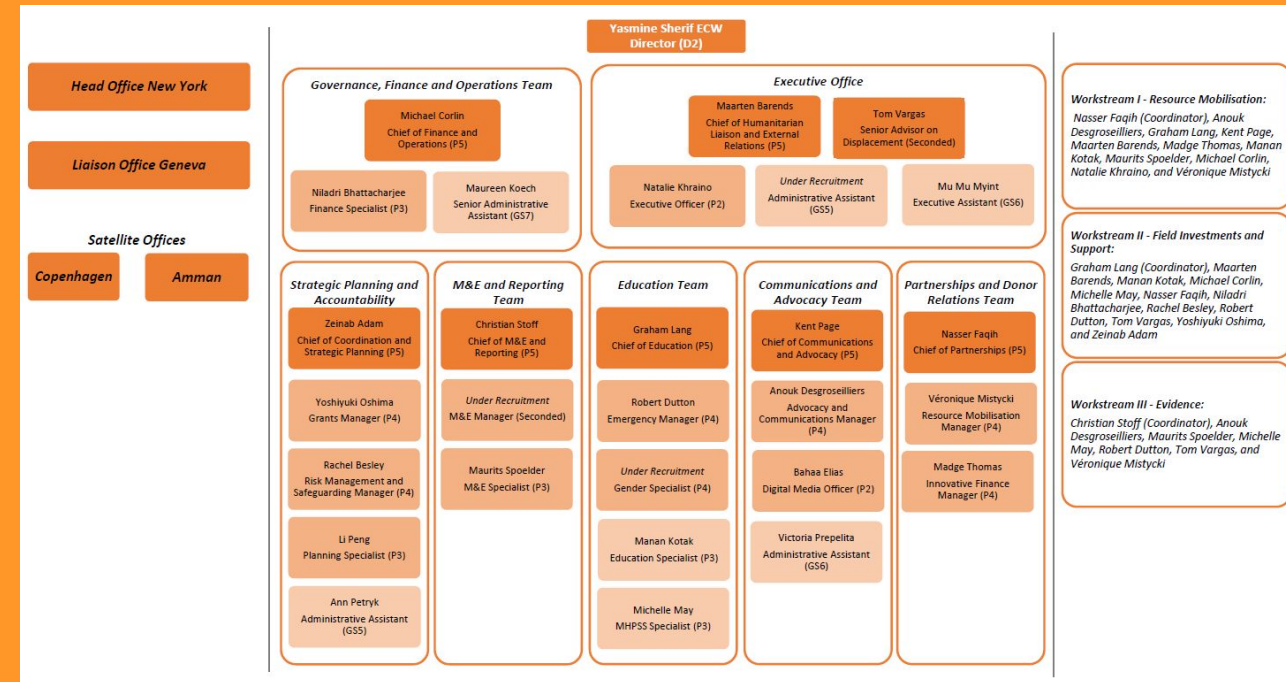 Yasmine Sherif ECW
Director (D2)
Head Office New York
Liaison Office Geneva
Satellite Offices
Copenhagen
Amman
Governance, Finance and Operations Team
Michael Corlin
Chief of Finance and
Operations (P5)
Niladri Bhattacharjee
Finance Specialist (P3)
Maureen Koech
Senior Administrative
Assistant (GS7)
Executive Office
Maarten Barends
Chief of Humanitarian
Liaison and External
Relations (P5)
Tom Vargas
Senior Advisor on
Displacement (Seconded)
Natalie Khraino
Executive Officer (P2)
Under Recruitment
Administrative Assistant
(GS5)
Mu Mu Myint
Executive Assistant (GS6)
Strategic Planning and
Accountability
Zeinab Adam
Chief of Coordination and
Strategic Planning (P5)
Yoshiyuki Oshima
Grants Manager (P4)
Rachel Besley
Risk Management and
Safeguarding Manager (P4)
Li Peng
Planning Specialist (P3)
Ann Petryk
Administrative Assistant
(GS5)
M&E and Reporting
Team
Christian Stoff
Chief of M&E and
Reporting (P5)
Under Recruitment
M&E Manager (Seconded)
Maurits Spoelder
M&E Specialist (P3)
Education Team
Graham Lang
Chief of Education (P5)
Robert Dutton
Emergency Manager (P4)
Under Recruitment
Gender Specialist (P4)
Manan Kotak
Education Specialist (P3)
Michelle May
MHPSS Specialist (P3)
Communications and
Advocacy Team
Kent Page
Chief of Communications
and Advocacy (P5)
Anouk Desgroseilliers
Advocacy and
Communications Manager
(P4)
Bahaa Elias
Digital Media Officer (P2)
Victoria Prepelita
Administrative Assistant
(GS6)
Partnerships and Donor
Relations Team
Nasser Faqih
Chief of Partnerships (P5)
Véronique Mistycki
Resource Mobilisation
Manager (P4)
Madge Thomas
Innovative Finance
Manager (P4)
Workstream I - Resource Mobilisation:
Nasser Faqih (Coordinator), Anouk
Desgroseilliers, Graham Lang, Kent Page,
Maarten Barends, Madge Thomas, Manan
Kotak, Maurits Spoelder, Michael Corlin,
Natalie Khraino, and Véronique Mistycki
Workstream II - Field Investments and
Support:
Graham Lang (Coordinator), Maarten
Barends, Manan Kotak, Michael Corlin,
Michelle May, Nasser Faqih, Niladri
Bhattacharjee, Rachel Besley, Robert
Dutton, Tom Vargas, Yoshiyuki Oshima,
and Zeinab Adam
Workstream III - Evidence:
Christian Stoff (Coordinator), Anouk
Desgroseilliers, Maurits Spoelder, Michelle
May, Robert Dutton, Tom Vargas, and
Véronique Mistycki